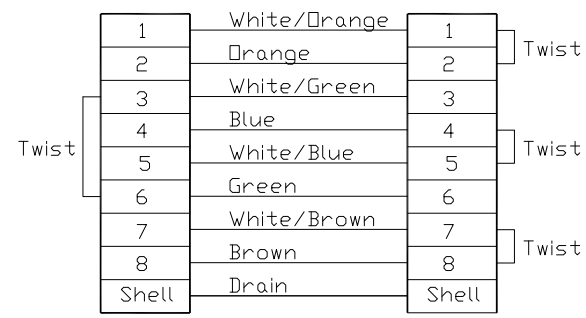 1 White/Orange 1
2 Orange 2 Twist
3 White/Green 3
4 Blue 4
Twist 5 White/Blue 5 Twist
6 Green 6
7 White/Brown 7
8 Brown 8 Twist
Shell Drain Shell